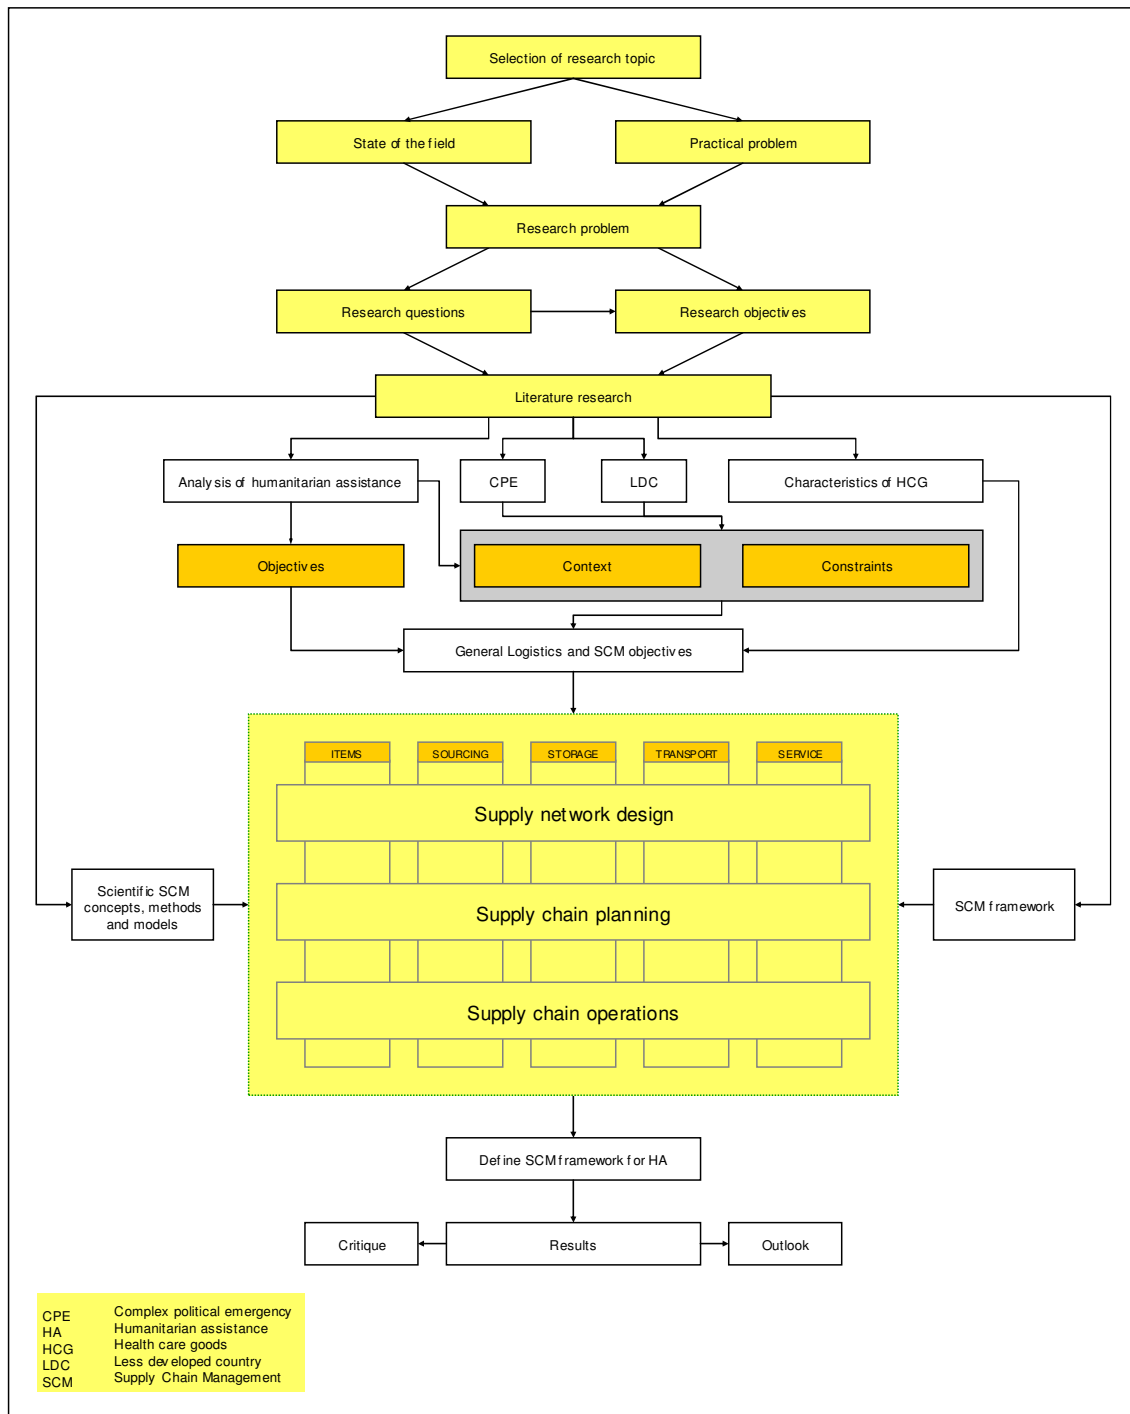 Selection of research topic
State of the field
Practical problem
Research problem
Research questions
Research objectives
Literature research
Analysis of humanitarian assistance
CPE
LDC
Characteristics of HCG
Objectives
Context
Constraints
General Logistics and SCM objectives
ITEMS
SOURCING
STORAGE
TRANSPORT
SERVICE
Supply network design
Scientific SCM
concepts, methods
and models
Supply chain planning
SCM framework
Supply chain operations
Define SCM framework for HA
Critique
Results
Outlook
CPE Complex political emergency
HA Humanitarian assistance
HCG Health care goods
LDC Less developed country
SCM Supply Chain Management